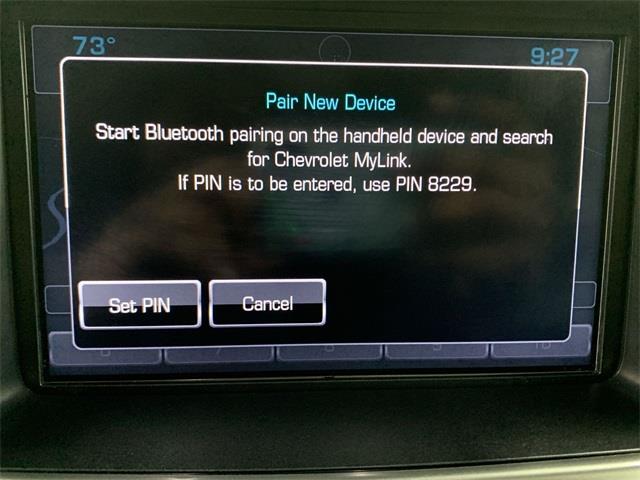 73° 9:27
Pair New Device
Start Bluetooth pairing on the handheld device and search
for Chevrolet MyLink.
If PIN is to be entered, use PIN 8229.
Set PIN Cancel